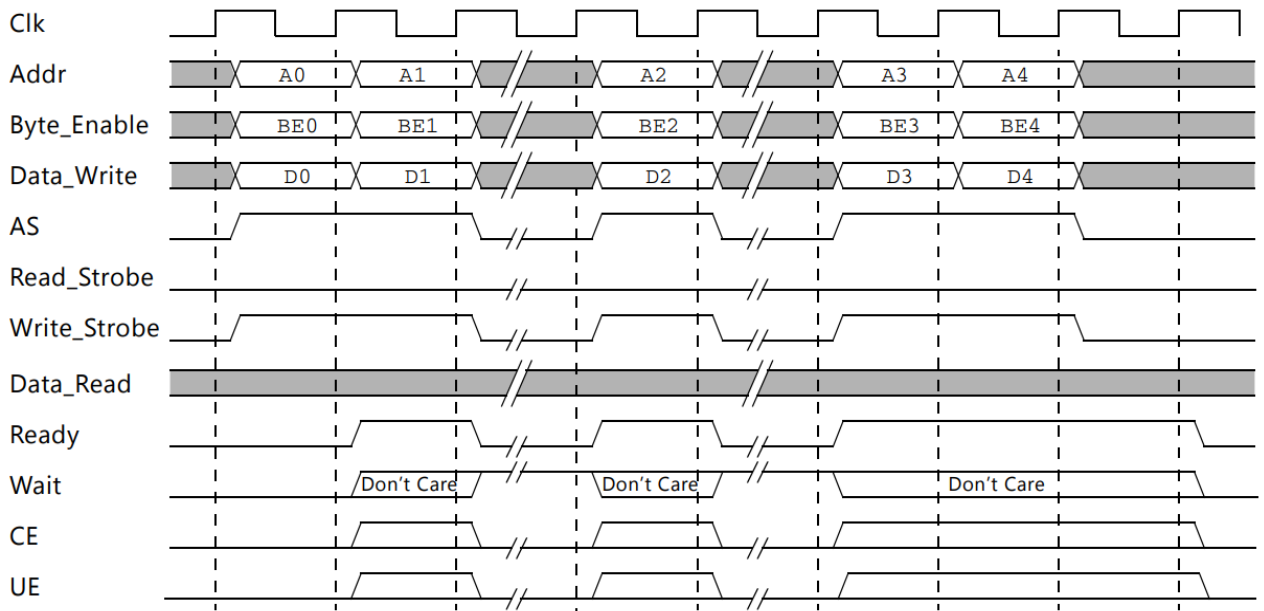 Clk
Addr A0 A1 A2 A3 A4
Byte_Enable BE0 BE1 BE2 BE3 BE4
Data_Write D0 D1 D2 D3 D4
AS
Read_Strobe
Write_Strobe
Data_Read
Ready
Wait Don't Care Don't Care Don't Care
CE
UE